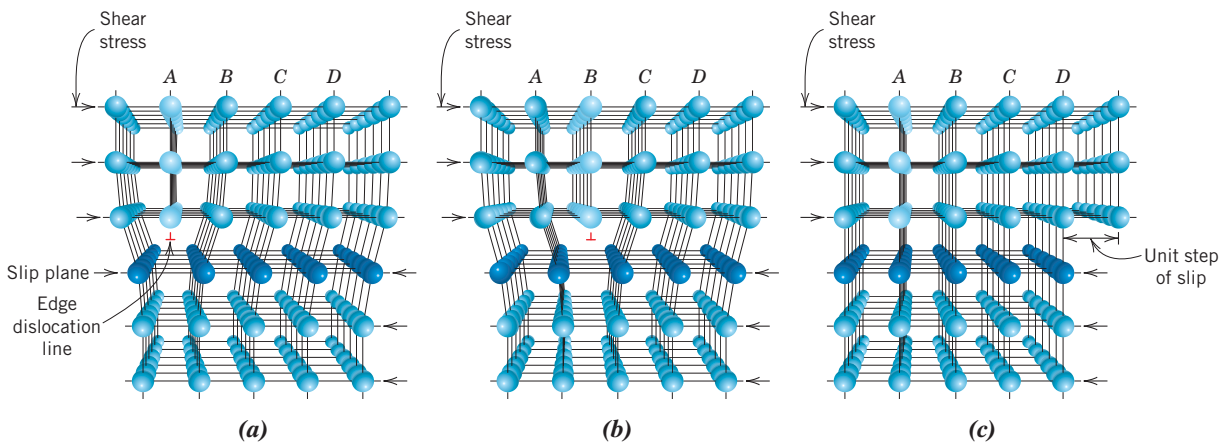 Shear
stress
A B C D
Slip plane
Edge
dislocation
line
⊥
(a)
Shear
stress
A B C D
⊥
(b)
Shear
stress
A B C D
Unit step
of slip
(c)